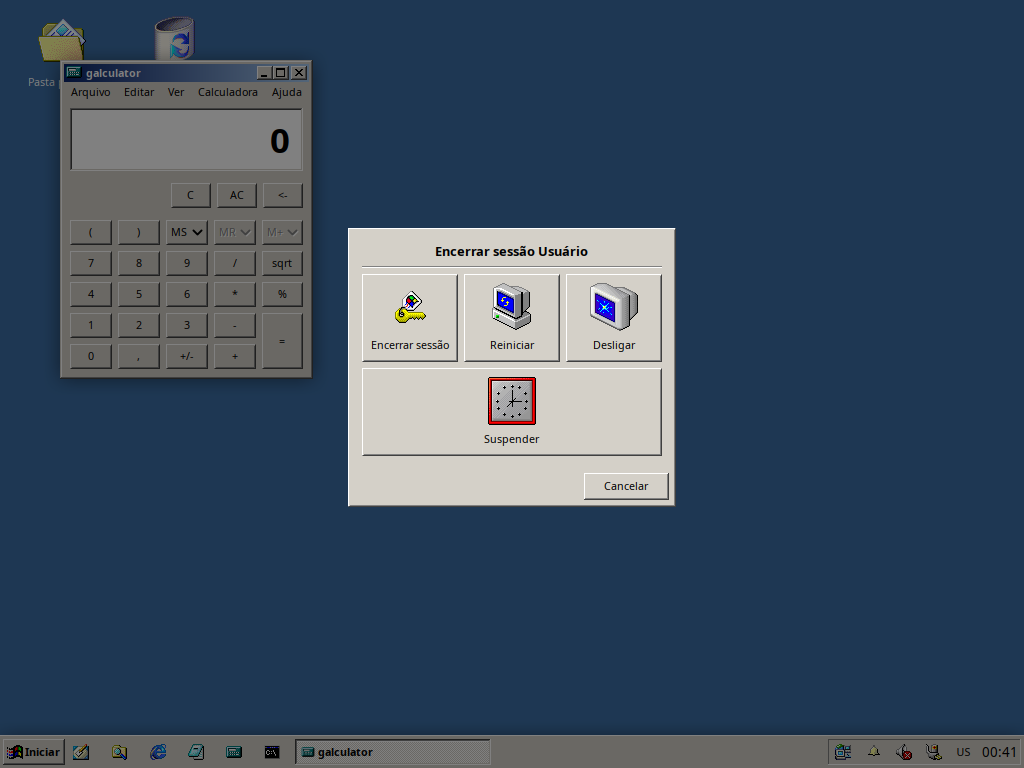 Pasta
galculator
Arquivo Editar Ver Calculadora Ajuda
0
C AC <-
( ) MS MR M+
7 8 9 / sqrt
4 5 6 * %
1 2 3 -
=
0 , +/- +
Encerrar sessão Usuário
Encerrar sessão Reiniciar Desligar
Suspender
Cancelar
Iniciar C:\ galculator US 00:41